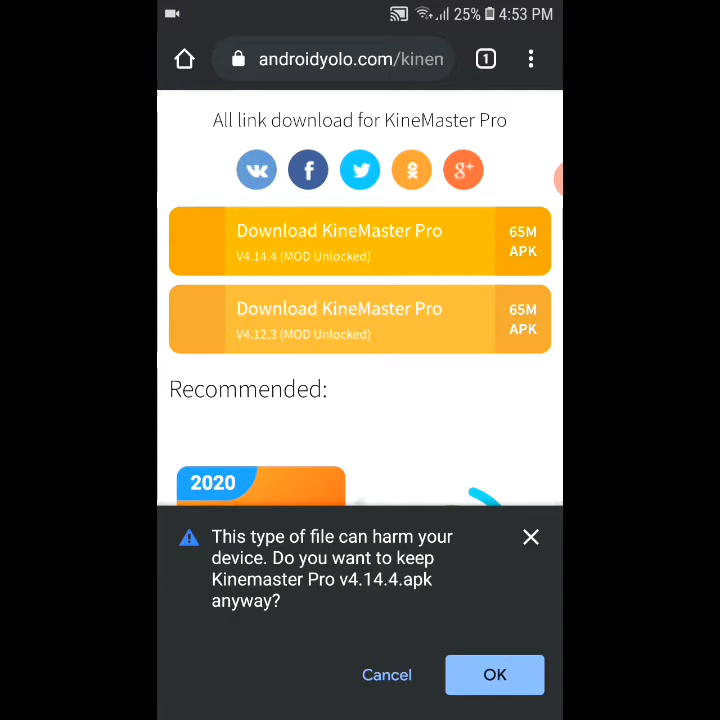 25% 4:53 PM
androidyolo.com/kinen
1
All link download for KineMaster Pro
Download KineMaster Pro
V4.14.4 (MOD Unlocked)
65M
APK
Download KineMaster Pro
V4.12.3 (MOD Unlocked)
65M
APK
Recommended:
2020
This type of file can harm your
device. Do you want to keep
Kinemaster Pro v4.14.4.apk
anyway?
Cancel
OK